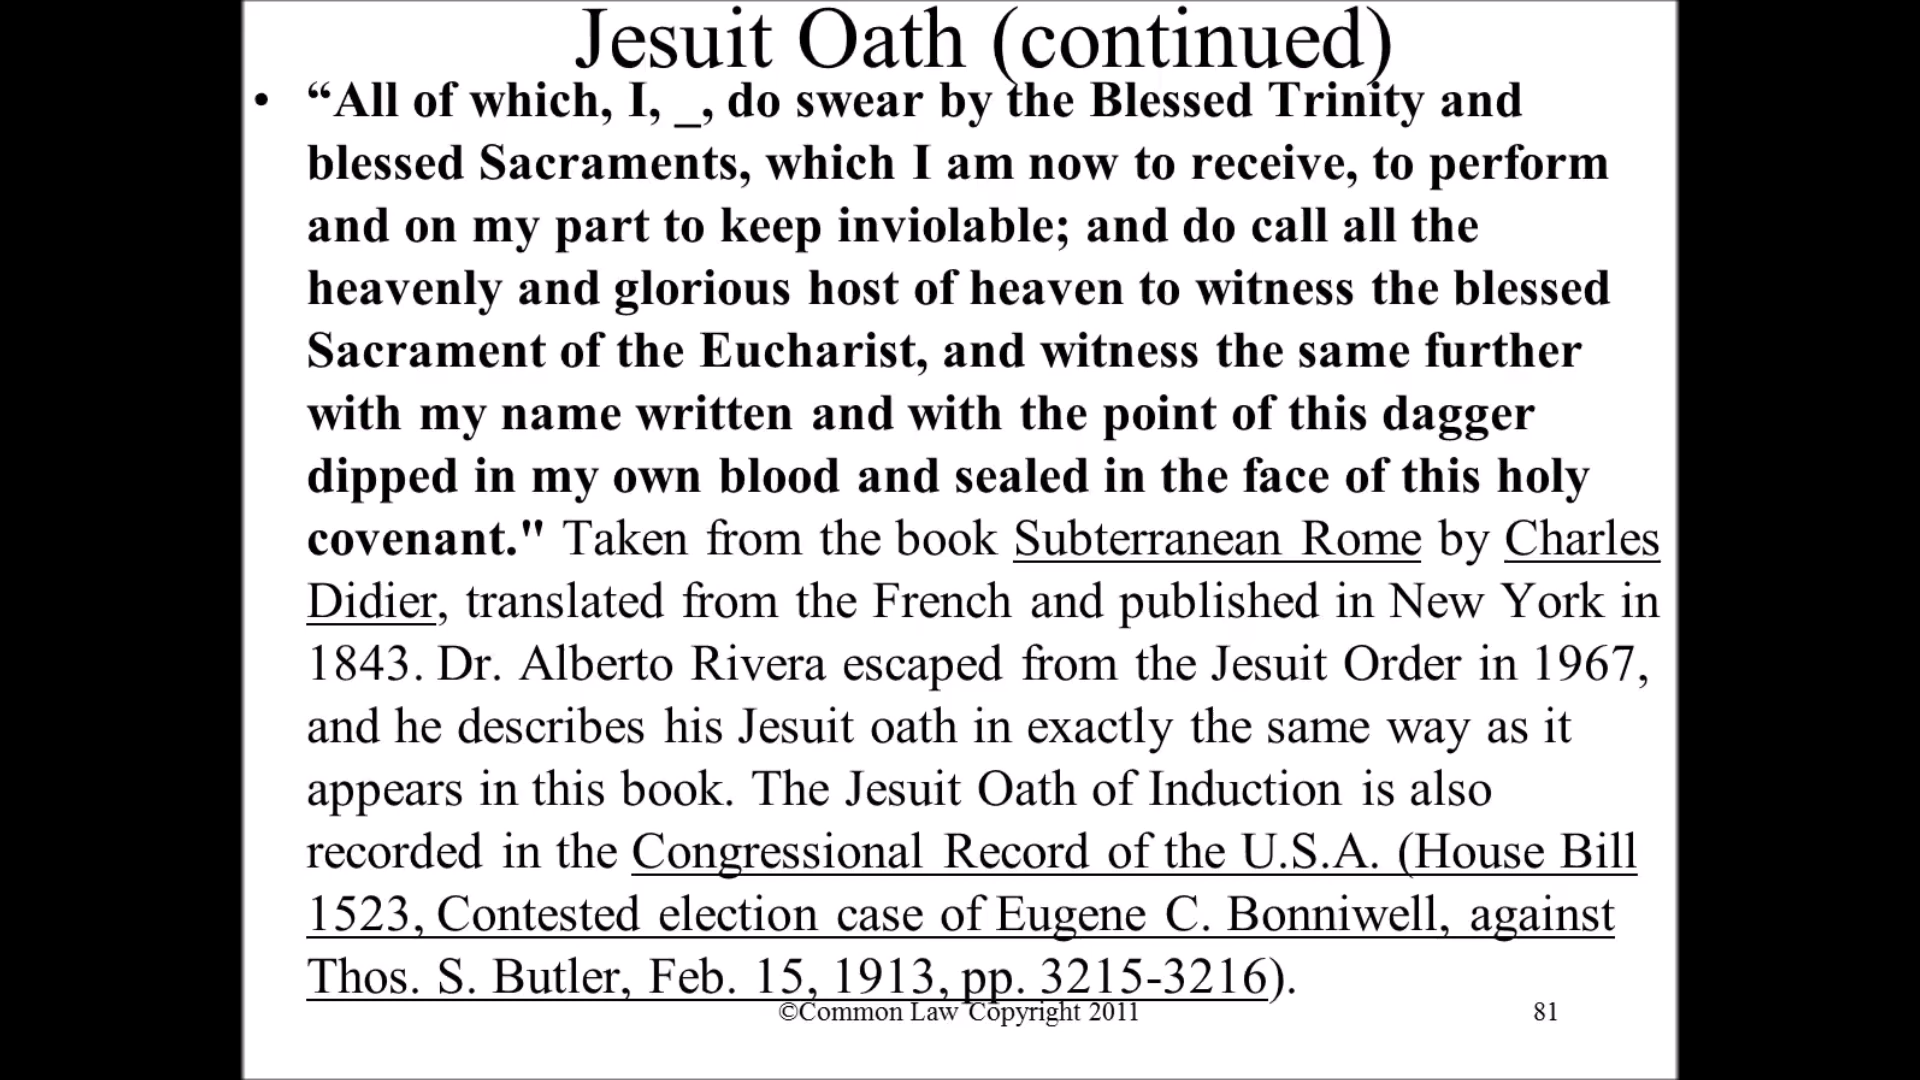 Jesuit Oath (continued)
• “All of which, I, _, do swear by the Blessed Trinity and
blessed Sacraments, which I am now to receive, to perform
and on my part to keep inviolable; and do call all the
heavenly and glorious host of heaven to witness the blessed
Sacrament of the Eucharist, and witness the same further
with my name written and with the point of this dagger
dipped in my own blood and sealed in the face of this holy
covenant." Taken from the book Subterranean Rome by Charles
Didier, translated from the French and published in New York in
1843. Dr. Alberto Rivera escaped from the Jesuit Order in 1967,
and he describes his Jesuit oath in exactly the same way as it
appears in this book. The Jesuit Oath of Induction is also
recorded in the Congressional Record of the U.S.A. (House Bill
1523, Contested election case of Eugene C. Bonniwell, against
Thos. S. Butler, Feb. 15, 1913, pp. 3215-3216).
©Common Law Copyright 2011
81